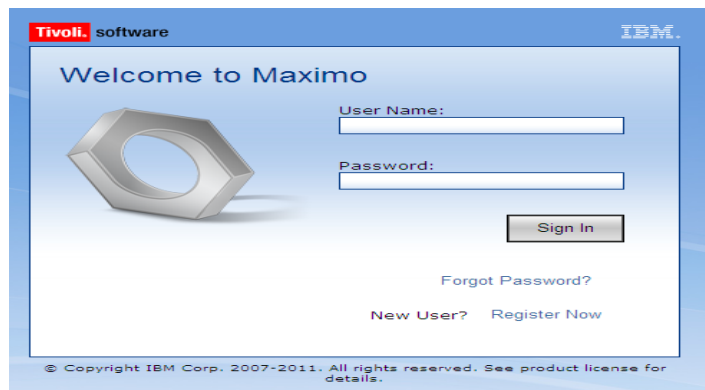 Tivoli. software
IBM.
Welcome to Maximo
User Name:
Password:
Sign In
Forgot Password?
New User? Register Now
© Copyright IBM Corp. 2007-2011. All rights reserved. See product license for
details.